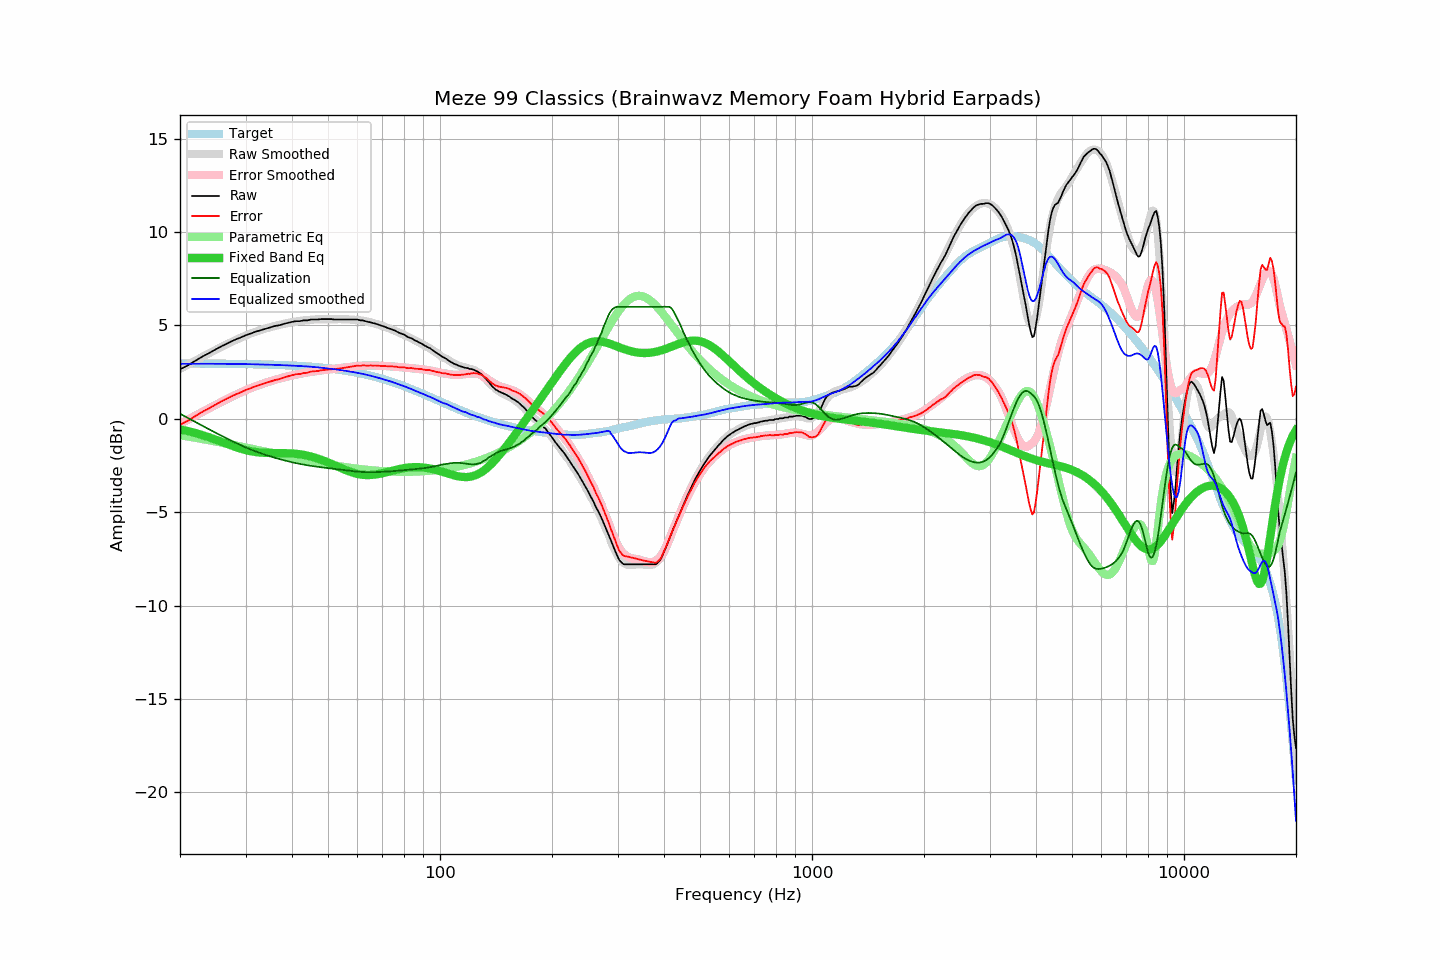 Meze 99 Classics (Brainwavz Memory Foam Hybrid Earpads)
Target
Raw Smoothed
Error Smoothed
Raw
Error
Parametric Eq
Fixed Band Eq
Equalization
Equalized smoothed
15
10
5
0
−5
−10
−15
−20
Amplitude (dBr)
100
1000
10000
Frequency (Hz)